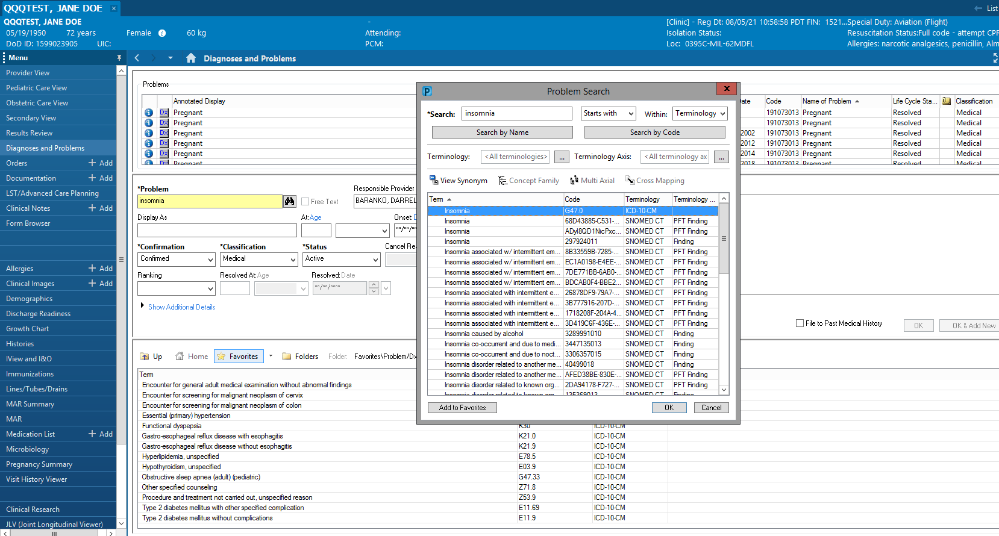 QQQTEST, JANE DOE ×
List
QQQTEST, JANE DOE
05/19/1950 72 years Female 60 kg
DoD ID: 1599023905 UIC:
-
Attending:
PCM:
[Clinic] - Reg Dt: 08/05/21 10:58:58 PDT FIN: 1521...
Isolation Status:
Loc: 0395C-MIL-62MDFL
Special Duty: Aviation (Flight)
Resuscitation Status:Full code - attempt CPR
Allergies: narcotic analgesics, penicillin, Alm
Menu
Diagnoses and Problems
Provider View
Pediatric Care View
Obstetric Care View
Secondary View
Results Review
Diagnoses and Problems
Orders + Add
Documentation + Add
LST/Advanced Care Planning
Clinical Notes + Add
Form Browser
Allergies + Add
Clinical Images + Add
Demographics
Discharge Readiness
Growth Chart
Histories
IView and I&O
Immunizations
Lines/Tubes/Drains
MAR Summary
MAR
Medication List + Add
Microbiology
Pregnancy Summary
Visit History Viewer
Clinical Research
JLV (Joint Longitudinal Viewer)
Problems
Annotated Display
Dx Pregnant
Dx Pregnant
Dx Pregnant
Dx Pregnant
Dx Pregnant
Dx Pregnant
ate Code Name of Problem Life Cycle Sta... Classification
191073013 Pregnant Resolved Medical
191073013 Pregnant Resolved Medical
2002 191073013 Pregnant Resolved Medical
2012 191073013 Pregnant Resolved Medical
2014 191073013 Pregnant Resolved Medical
2018 191073013 Pregnant Resolved Medical
*Problem
insomnia
Free Text
Responsible Provider
BARANKO, DARREL
Display As
At: Age
Onset: D
**/**/**
*Confirmation *Classification *Status Cancel Rea
Confirmed Medical Active
Ranking Resolved At: Age Resolved: Date
**/**/****
Show Additional Details
File to Past Medical History
OK
OK & Add New
Up Home Favorites Folders Folder: Favorites\Problem/Dx
Term
Encounter for general adult medical examination without abnormal findings
Encounter for screening for malignant neoplasm of cervix
Encounter for screening for malignant neoplasm of colon
Essential (primary) hypertension
Functional dyspepsia K30 ICD-10-CM
Gastro-esophageal reflux disease with esophagitis K21.0 ICD-10-CM
Gastro-esophageal reflux disease without esophagitis K21.9 ICD-10-CM
Hyperlipidemia, unspecified E78.5 ICD-10-CM
Hypothyroidism, unspecified E03.9 ICD-10-CM
Obstructive sleep apnea (adult) (pediatric) G47.33 ICD-10-CM
Other specified counseling Z71.8 ICD-10-CM
Procedure and treatment not carried out, unspecified reason Z53.9 ICD-10-CM
Type 2 diabetes mellitus with other specified complication E11.69 ICD-10-CM
Type 2 diabetes mellitus without complications E11.9 ICD-10-CM
P Problem Search X
*Search: insomnia Starts with Within: Terminology
Search by Name Search by Code
Terminology: <All terminologies> ... Terminology Axis: <All terminology ax ...
View Synonym Concept Family Multi Axial Cross Mapping
Term Code Terminology Terminology ...
Insomnia G47.0 ICD-10-CM
Insomnia 68D43885-C531-... SNOMED CT PFT Finding
Insomnia ADyI8QD1NicPxc... SNOMED CT PFT Finding
Insomnia 297924011 SNOMED CT Finding
Insomnia associated w/ intermittent em... 8B33559B-7285-... SNOMED CT PFT Finding
Insomnia associated w/ intermittent em... EC1A0198-E4EE-... SNOMED CT PFT Finding
Insomnia associated w/ intermittent em... 7DE771BB-6AB0-... SNOMED CT PFT Finding
Insomnia associated w/ intermittent em... BDCAB0F4-BBE2... SNOMED CT PFT Finding
Insomnia associated with intermittent e... 26878DF9-79A7-... SNOMED CT PFT Finding
Insomnia associated with intermittent e... 3B777916-207D-... SNOMED CT PFT Finding
Insomnia associated with intermittent e... 1718208F-204A-4... SNOMED CT PFT Finding
Insomnia associated with intermittent e... 3D419C6F-436E-... SNOMED CT PFT Finding
Insomnia caused by alcohol 3289991010 SNOMED CT Finding
Insomnia co-occurrent and due to medi... 3447135013 SNOMED CT Finding
Insomnia co-occurrent and due to noct... 3306357015 SNOMED CT Finding
Insomnia disorder related to another me... 40499018 SNOMED CT Finding
Insomnia disorder related to another me... AFED38BE-830E-... SNOMED CT PFT Finding
Insomnia disorder related to known org... 2DA94178-F727-... SNOMED CT PFT Finding
Insomnia disorder related to known org... 135369013 SNOMED CT Finding
Add to Favorites OK Cancel